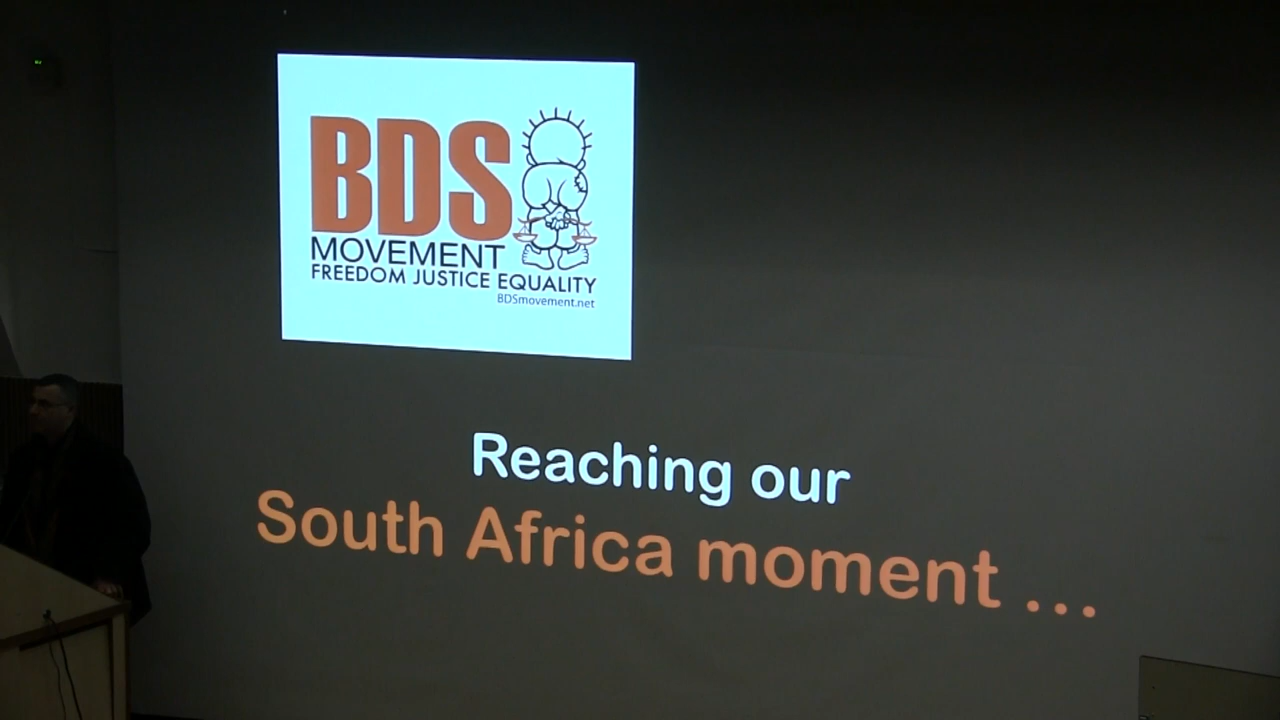 BDS
MOVEMENT
FREEDOM JUSTICE EQUALITY
BDSmovement.net
Reaching our
South Africa moment ...